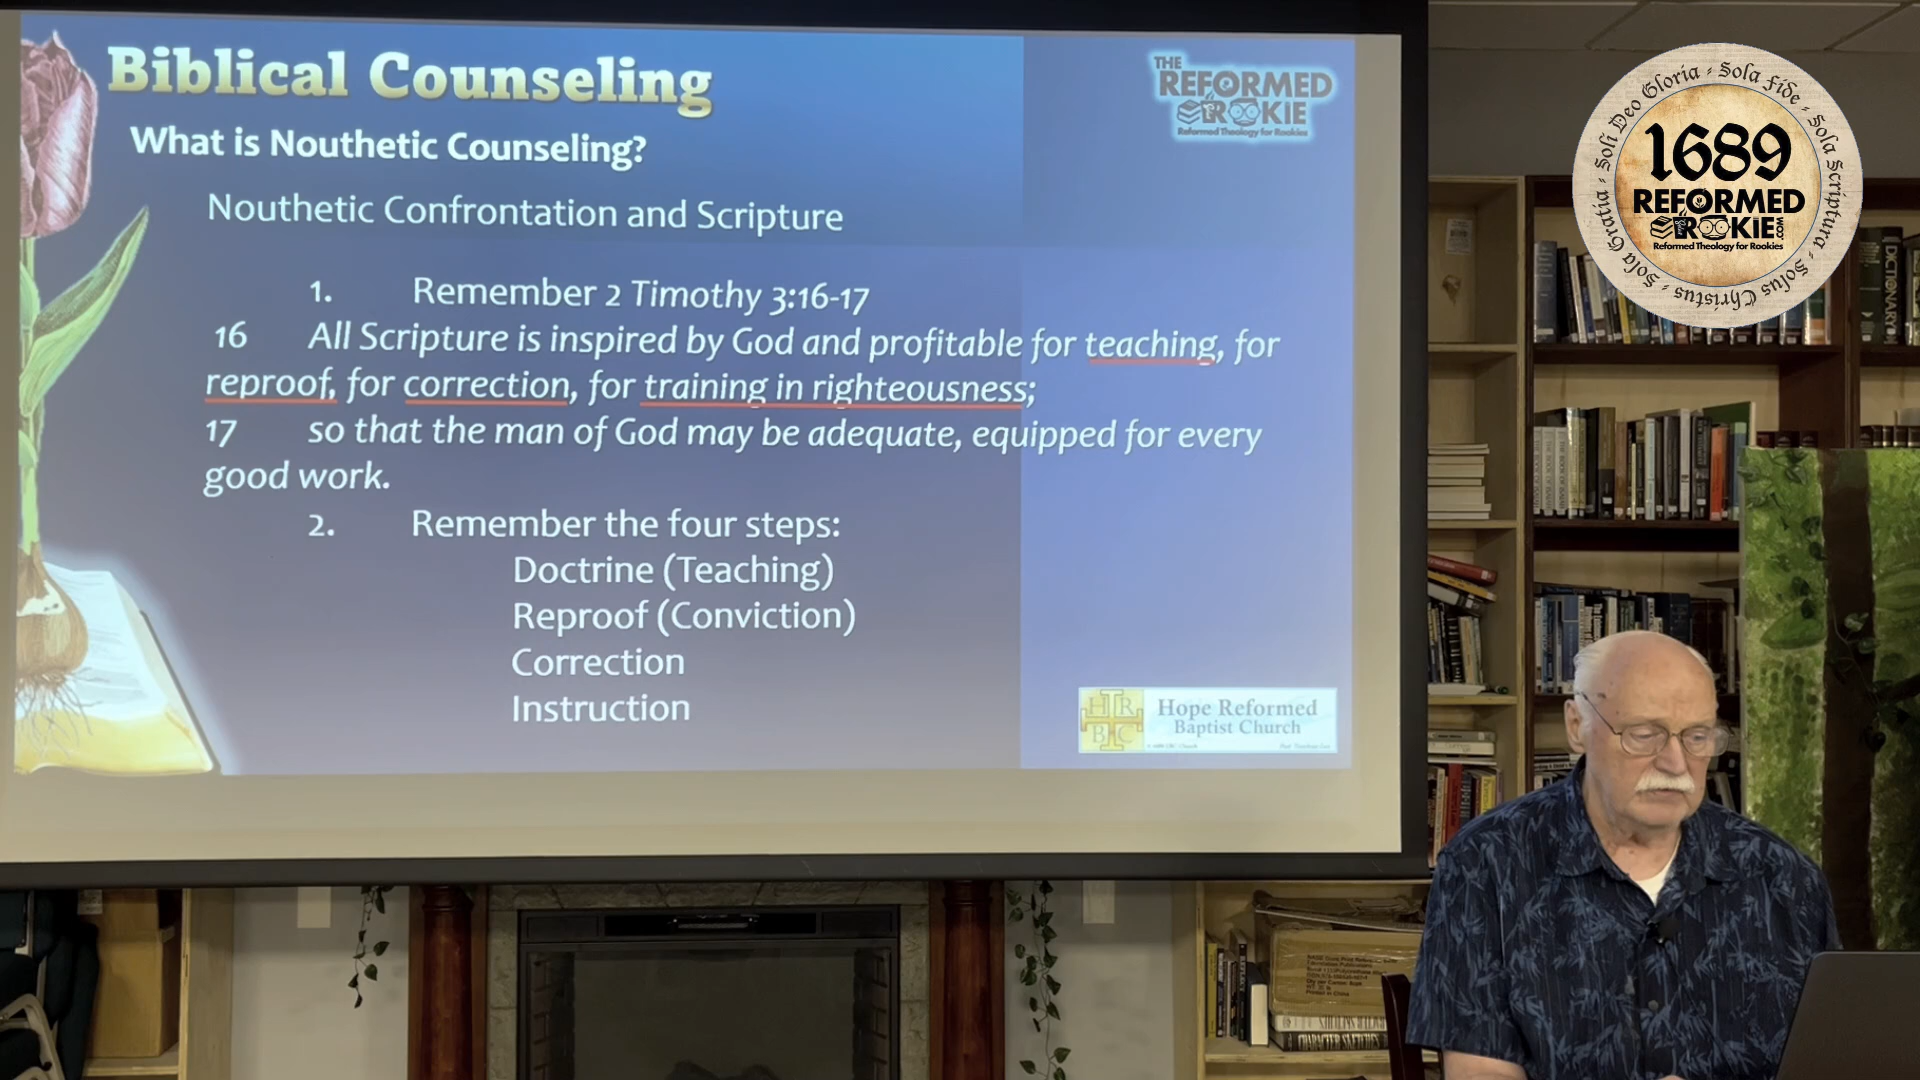 Biblical Counseling
What is Nouthetic Counseling?
Nouthetic Confrontation and Scripture
1. Remember 2 Timothy 3:16-17
16 All Scripture is inspired by God and profitable for teaching, for
reproof, for correction, for training in righteousness;
17 so that the man of God may be adequate, equipped for every
good work.
2. Remember the four steps:
Doctrine (Teaching)
Reproof (Conviction)
Correction
Instruction
THE
REFORMED
ROOKIE
Reformed Theology for Rookies
H R
B C
Hope Reformed
Baptist Church
Soli Deo Gloria - Sola Fide - Sola Scriptura - Solus Christus - Sola Gratia -
1689
REFORMED
ROOKIE.COM
Reformed Theology for Rookies
DICTIONARY